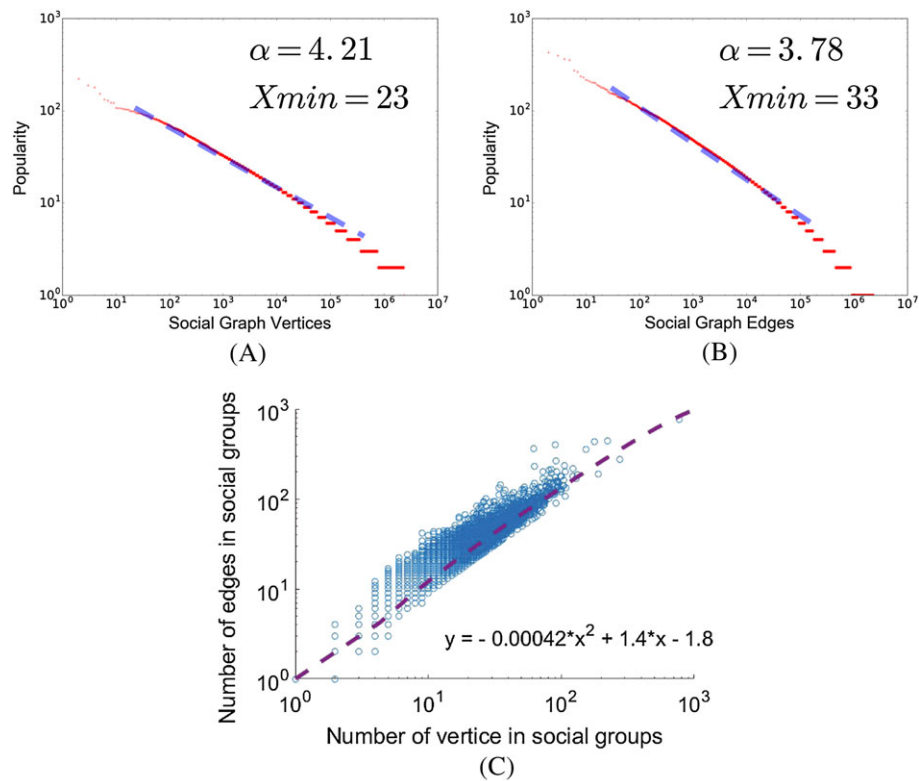 α = 4.21
Xmin = 23
Popularity
10³
10²
10¹
10⁰
10⁰ 10¹ 10² 10³ 10⁴ 10⁵ 10⁶ 10⁷
Social Graph Vertices
(A)
α = 3.78
Xmin = 33
Popularity
10³
10²
10¹
10⁰
10⁰ 10¹ 10² 10³ 10⁴ 10⁵ 10⁶ 10⁷
Social Graph Edges
(B)
Number of edges in social groups
10³
10²
10¹
10⁰
y = - 0.00042*x² + 1.4*x - 1.8
10⁰ 10¹ 10² 10³
Number of vertice in social groups
(C)